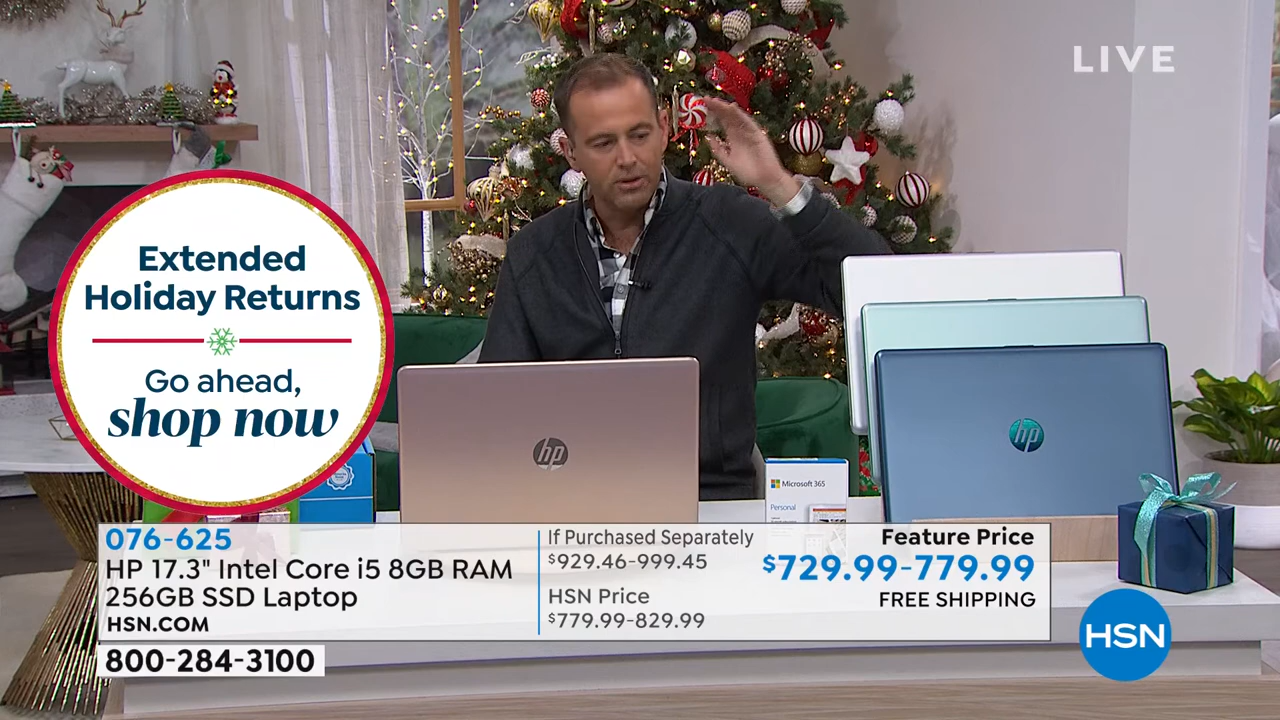 LIVE
Extended
Holiday Returns
Go ahead,
shop now
hp
hp
Microsoft 365
Personal
076-625
HP 17.3" Intel Core i5 8GB RAM
256GB SSD Laptop
HSN.COM
If Purchased Separately
$929.46-999.45
HSN Price
$779.99-829.99
Feature Price
$729.99-779.99
FREE SHIPPING
HSN
800-284-3100